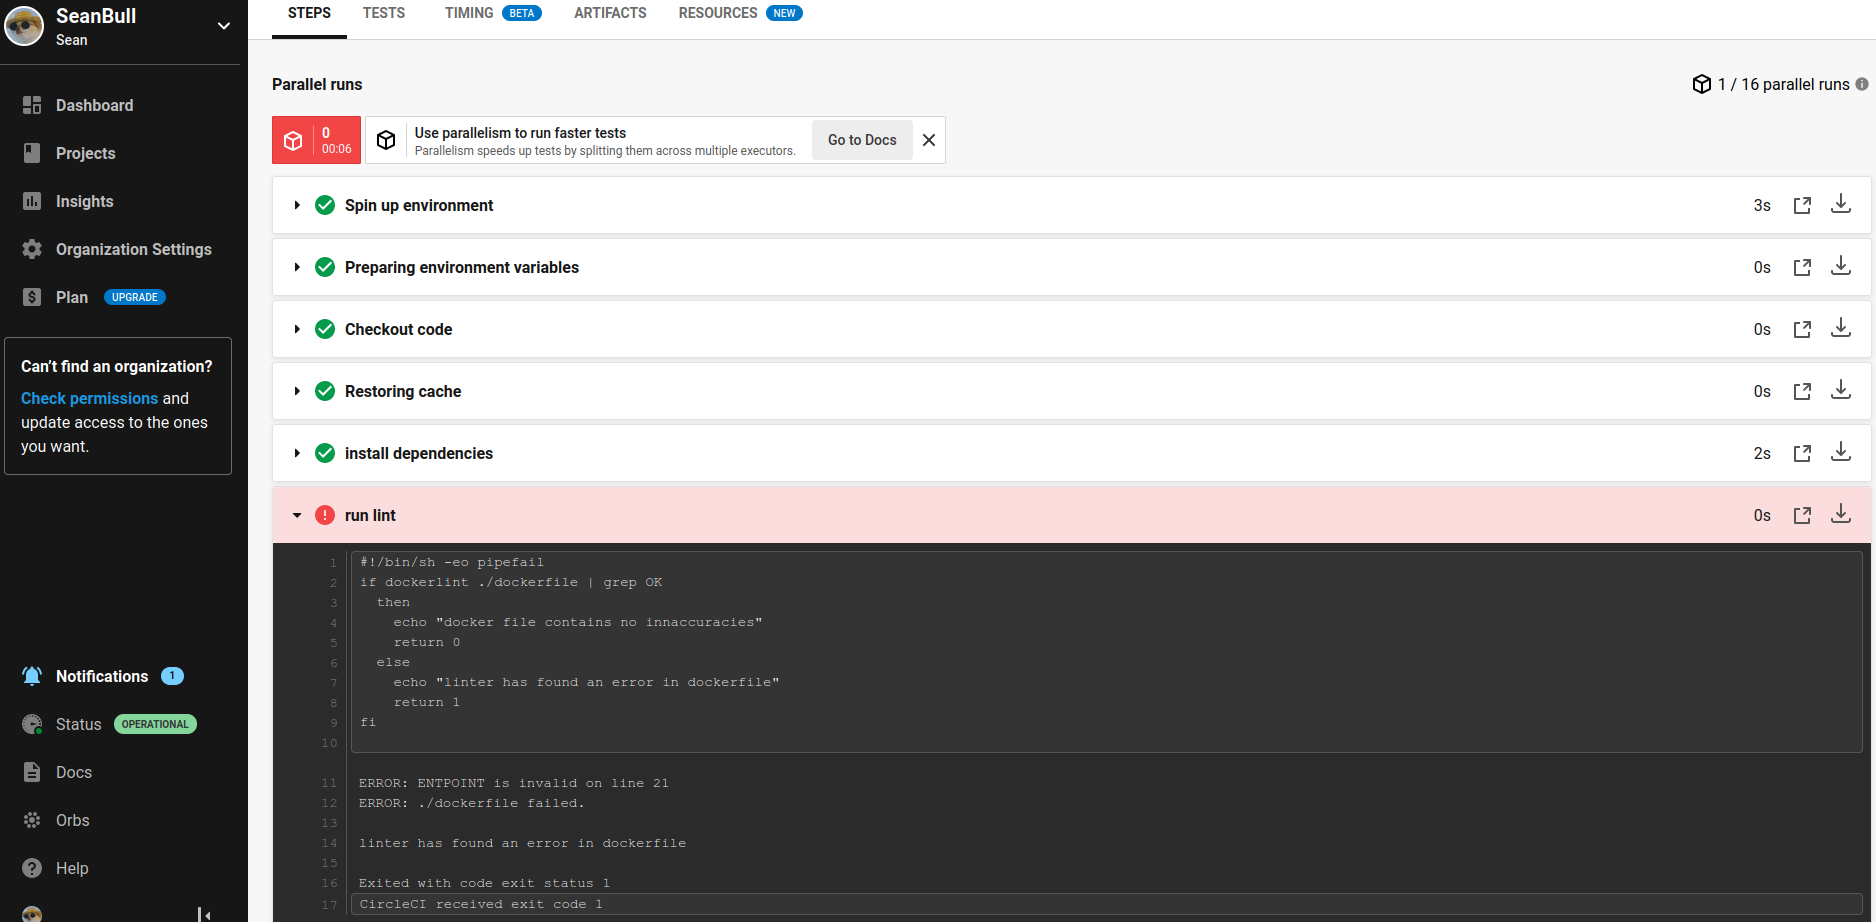 SeanBull
Sean
Dashboard
Projects
Insights
Organization Settings
Plan UPGRADE
Can't find an organization?
Check permissions and
update access to the ones
you want.
Notifications 1
Status OPERATIONAL
Docs
Orbs
Help
STEPS TESTS TIMING BETA ARTIFACTS RESOURCES NEW
Parallel runs
1 / 16 parallel runs
0
00:06
Use parallelism to run faster tests
Parallelism speeds up tests by splitting them across multiple executors.
Go to Docs
Spin up environment 3s
Preparing environment variables 0s
Checkout code 0s
Restoring cache 0s
install dependencies 2s
run lint 0s
1 #!/bin/sh -eo pipefail
2 if dockerlint ./dockerfile | grep OK
3 then
4 echo "docker file contains no innaccuracies"
5 return 0
6 else
7 echo "linter has found an error in dockerfile"
8 return 1
9 fi
10
11 ERROR: ENTPOINT is invalid on line 21
12 ERROR: ./dockerfile failed.
13
14 linter has found an error in dockerfile
15
16 Exited with code exit status 1
17 CircleCI received exit code 1